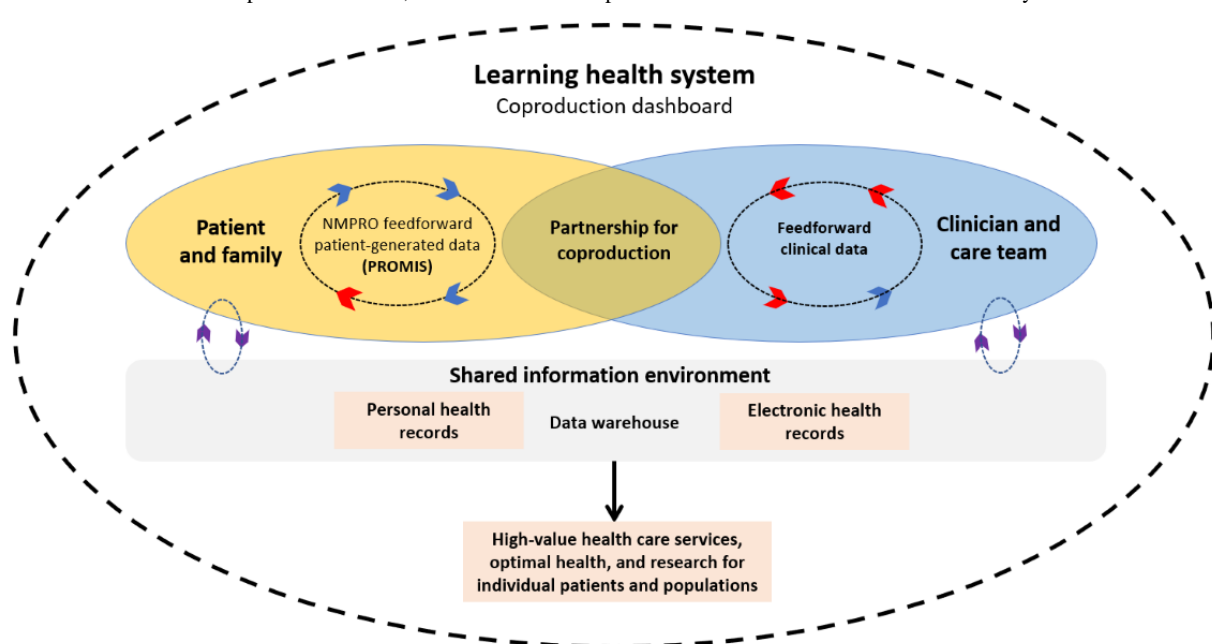 Learning health system
Coproduction dashboard
Patient
and family
NMPRO feedforward
patient-generated data
(PROMIS)
Partnership for
coproduction
Feedforward
clinical data
Clinician and
care team
Shared information environment
Personal health
records
Data warehouse
Electronic health
records
High-value health care services,
optimal health, and research for
individual patients and populations